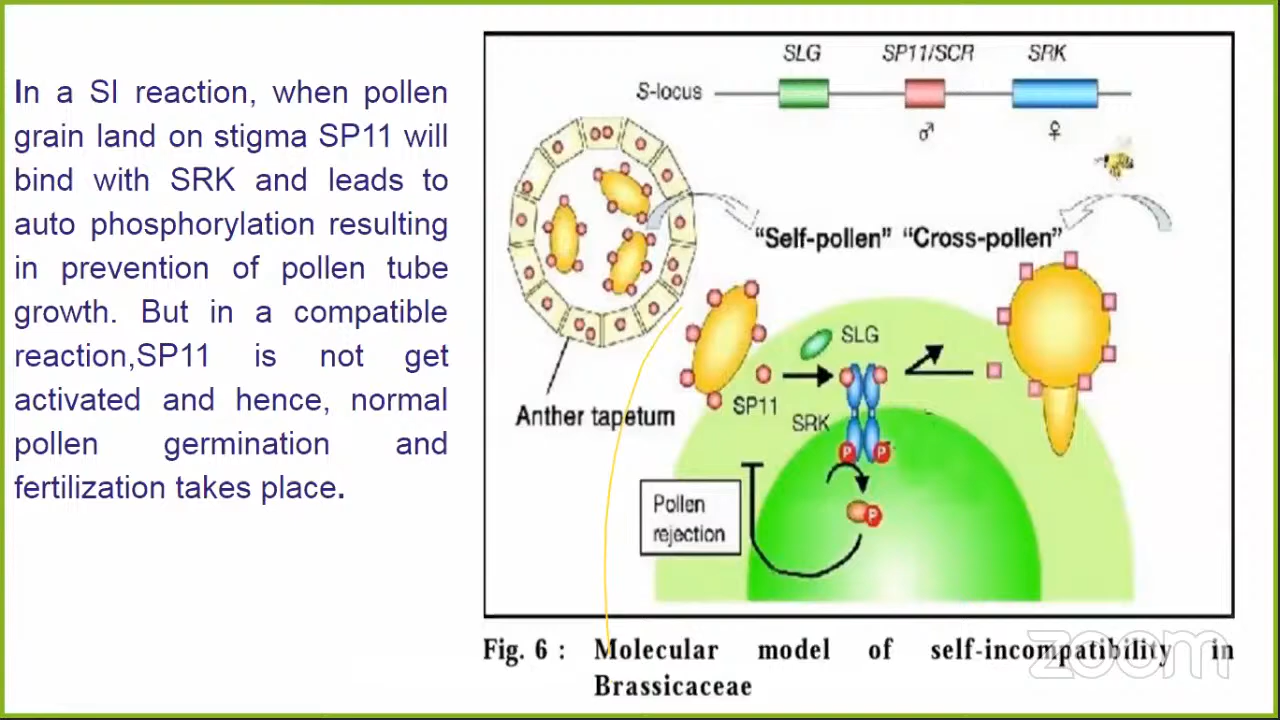 In a SI reaction, when pollen
grain land on stigma SP11 will
bind with SRK and leads to
auto phosphorylation resulting
in prevention of pollen tube
growth. But in a compatible
reaction,SP11 is not get
activated and hence, normal
pollen germination and
fertilization takes place.
SLG SP11/SCR SRK
S-locus
♂ ♀
“Self-pollen” “Cross-pollen”
SLG
SP11
SRK
Anther tapetum
P P
P
Pollen
rejection
Fig. 6 : Molecular model of self-incompatibility in
Brassicaceae
zoom